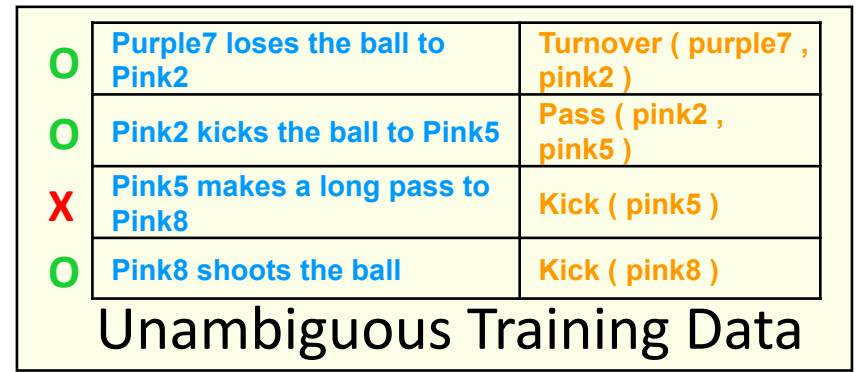 O Purple7 loses the ball to Turnover ( purple7 ,
Pink2 pink2 )
O Pink2 kicks the ball to Pink5 Pass ( pink2 ,
pink5 )
X Pink5 makes a long pass to Kick ( pink5 )
Pink8
O Pink8 shoots the ball Kick ( pink8 )
Unambiguous Training Data